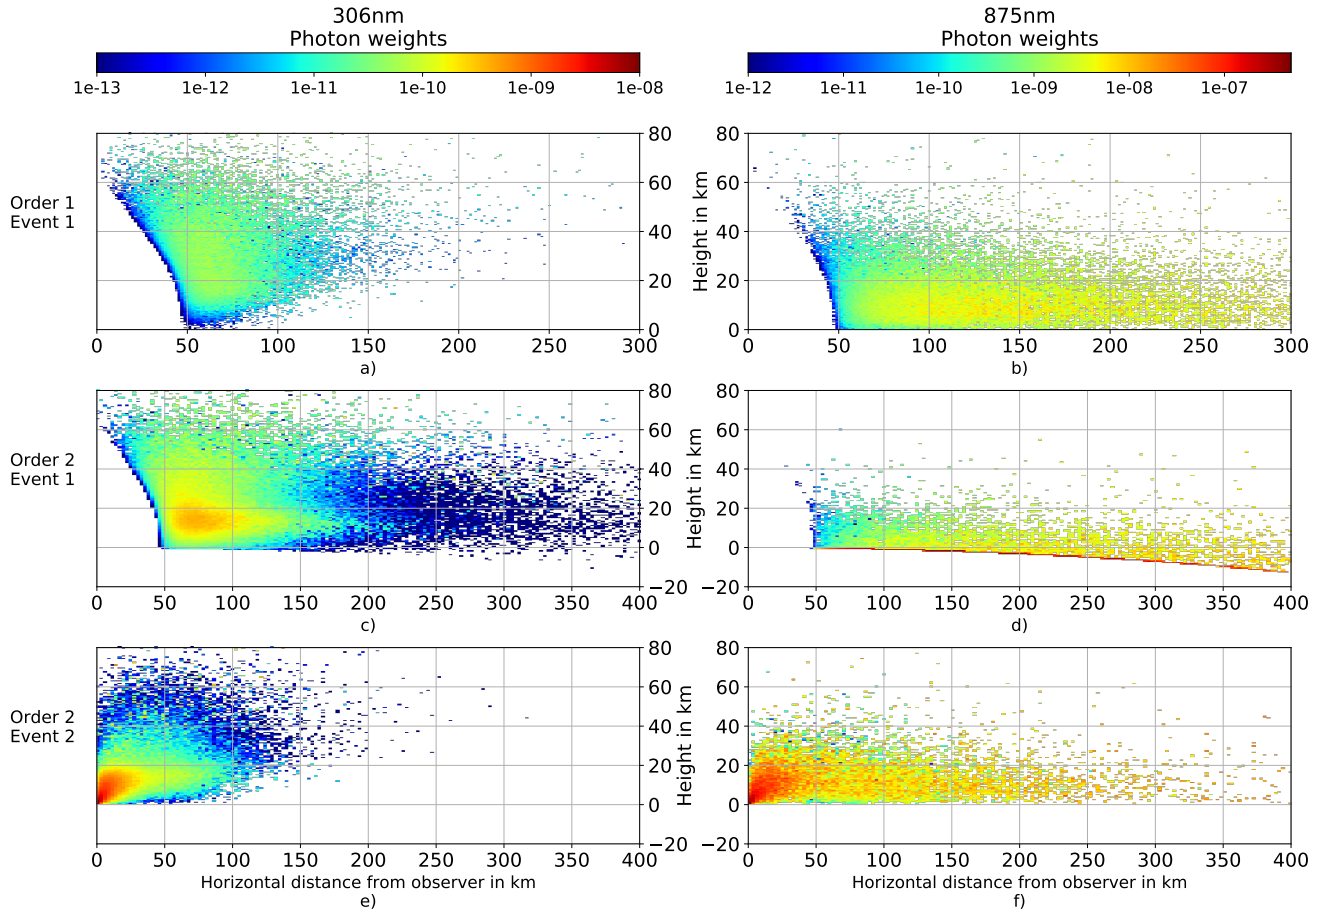 306nm
Photon weights
1e-13 1e-12 1e-11 1e-10 1e-09 1e-08
875nm
Photon weights
1e-12 1e-11 1e-10 1e-09 1e-08 1e-07
Order 1
Event 1
80
60
40
20
0
0 50 100 150 200 250 300
a)
Height in km
80
60
40
20
0
0 50 100 150 200 250 300
b)
Order 2
Event 1
80
60
40
20
0
−20
0 50 100 150 200 250 300 350 400
c)
Height in km
80
60
40
20
0
−20
0 50 100 150 200 250 300 350 400
d)
Order 2
Event 2
80
60
40
20
0
−20
0 50 100 150 200 250 300 350 400
Horizontal distance from observer in km
e)
Height in km
80
60
40
20
0
−20
0 50 100 150 200 250 300 350 400
Horizontal distance from observer in km
f)